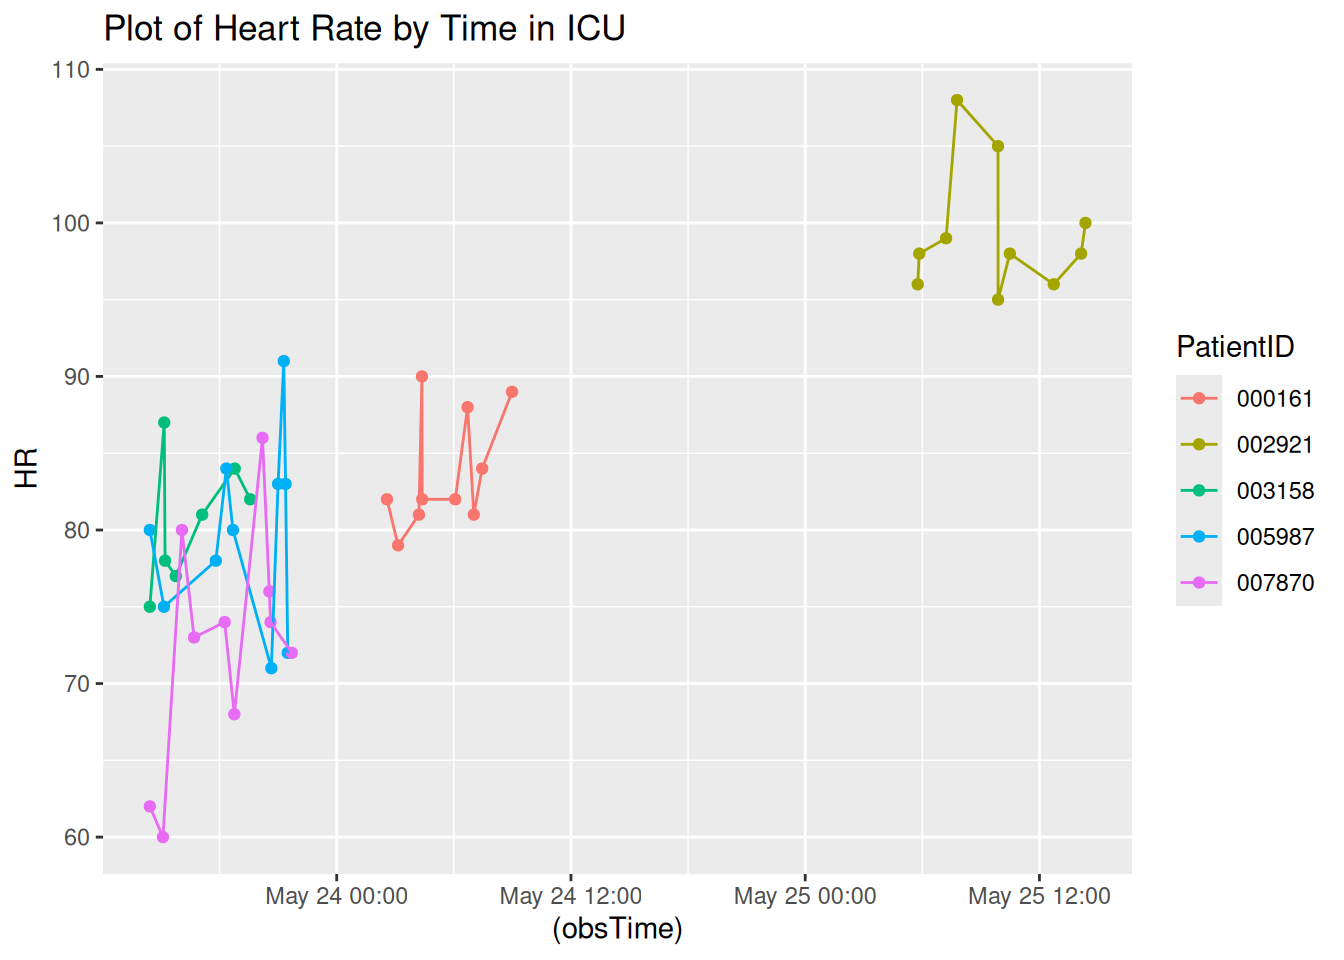 Plot of Heart Rate by Time in ICU
110
100
90
80
70
60
HR
May 24 00:00
May 24 12:00
May 25 00:00
May 25 12:00
(obsTime)
PatientID
000161
002921
003158
005987
007870